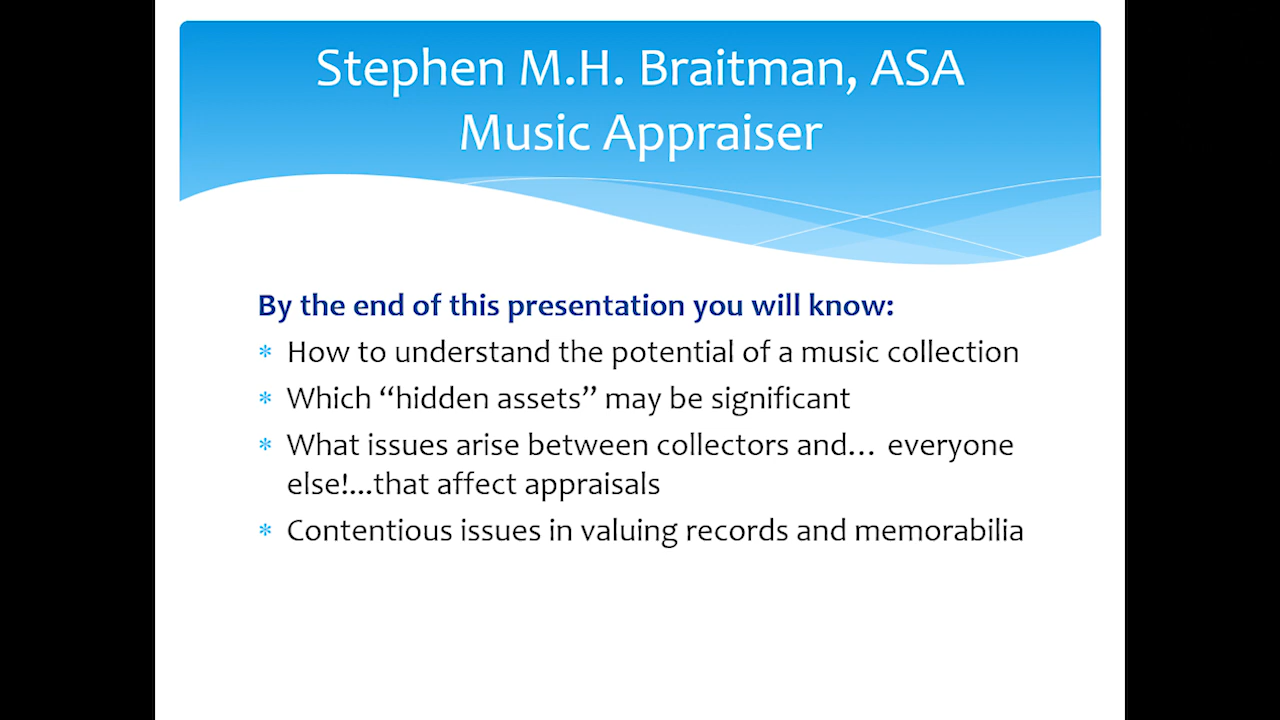 Stephen M.H. Braitman, ASA
Music Appraiser
By the end of this presentation you will know:
* How to understand the potential of a music collection
* Which “hidden assets” may be significant
* What issues arise between collectors and… everyone
else!...that affect appraisals
* Contentious issues in valuing records and memorabilia